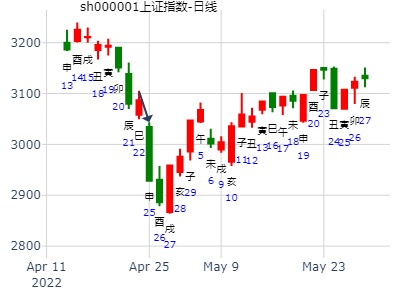 sh000001上证指数-日线
3200
3100
3000
2900
2800
申
13
酉
14
戌
15
丑
18
寅
19
卯
20
辰
21
巳
22
申
25
酉
26
戌
27
亥
28
子
29
午
5
未
6
戌
9
亥
10
子
11
丑
12
寅
13
巳
16
午
17
未
18
申
19
酉
20
子
23
丑
24
寅
25
卯
26
辰
27
Apr 11
2022
Apr 25
May 9
May 23